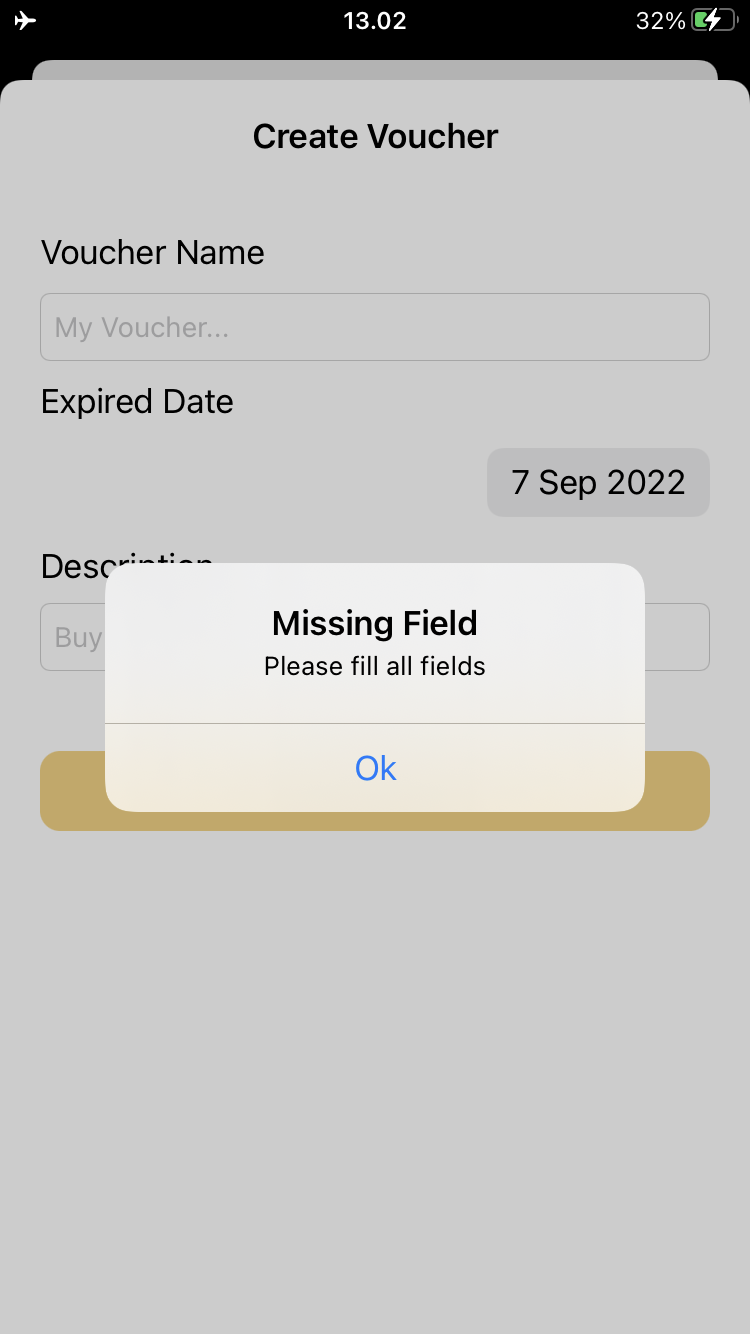 13.02
32%
Create Voucher
Voucher Name
My Voucher...
Expired Date
7 Sep 2022
Description
Buy
Missing Field
Please fill all fields
Ok